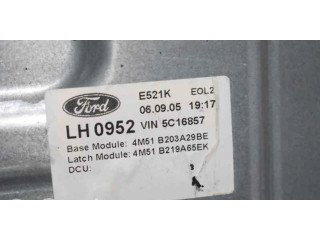 Ford
E521K EOL2
06.09.05 19:17
LH 0952 VIN 5C16857
Base Module: 4M51 B203A29BE
Latch Module: 4M51 B219A65EK
DCU: